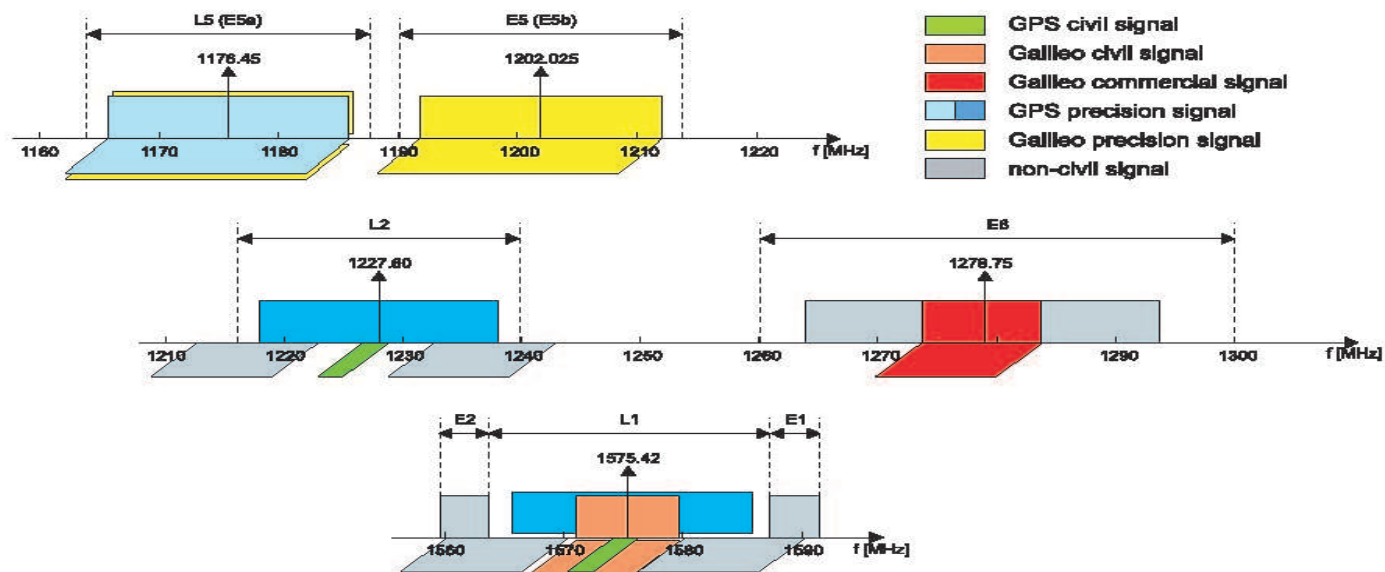 L5 (E5a)
E5 (E5b)
1176.45
1202.025
1160
1170
1180
1190
1200
1210
1220
f [MHz]
GPS civil signal
Galileo civil signal
Galileo commercial signal
GPS precision signal
Galileo precision signal
non-civil signal
L2
E6
1227.60
1278.75
1210
1220
1230
1240
1250
1260
1270
1290
1300
f [MHz]
E2
L1
E1
1575.42
1560
1570
1580
1590
f [MHz]